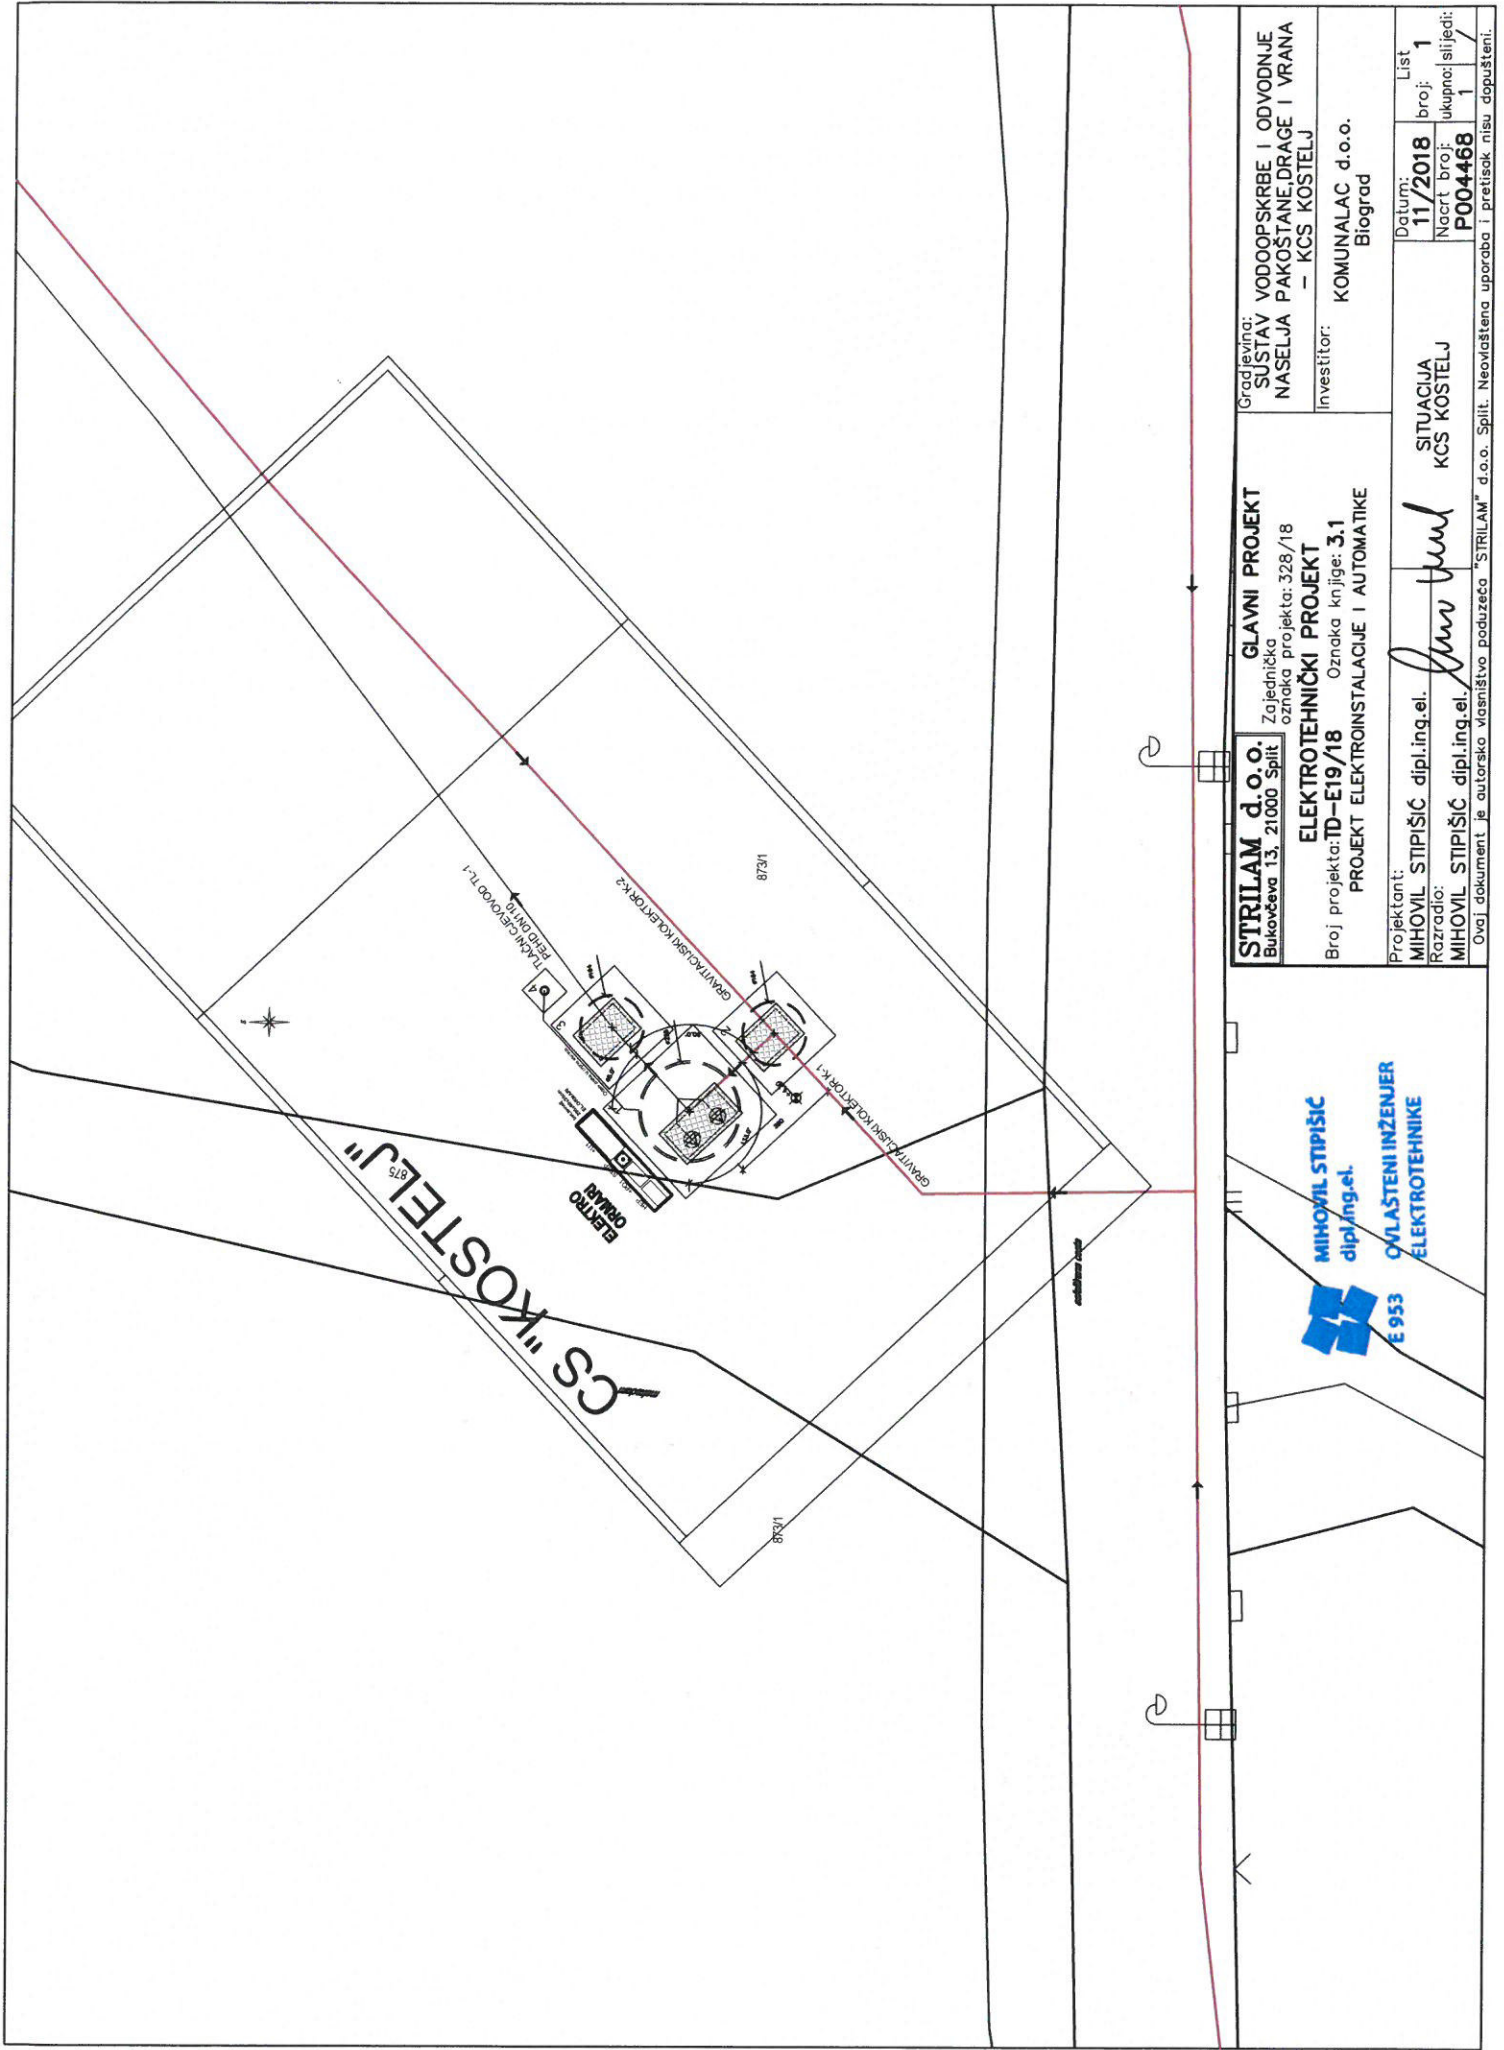 CS "KOSTELJ"
875
ELEKTRO
ORMARI
TLAČNI CJEVOVOD TL-1
PEHD DN110
GRAVITACIJSKI KOLEKTOR K-2
GRAVITACIJSKI KOLEKTOR K-1
4
3
2
873/1
873/1
STRILAM d.o.o.
Bukovčeva 13, 21000 Split
GLAVNI PROJEKT
Zajednička
oznaka projekta: 328/18
ELEKTROTEHNIČKI PROJEKT
Broj projekta: TD-E19/18 Oznaka knjige: 3.1
PROJEKT ELEKTROINSTALACIJE I AUTOMATIKE
Gradjevina:
SUSTAV VODOOPSKRBE I ODVODNJE
NASELJA PAKOŠTANE,DRAGE I VRANA
– KCS KOSTELJ
Investitor:
KOMUNALAC d.o.o.
Biograd
Projektant:
MIHOVIL STIPIŠIĆ dipl.ing.el.
Razradio:
MIHOVIL STIPIŠIĆ dipl.ing.el.
SITUACIJA
KCS KOSTELJ
Datum:
11/2018
Nacrt broj:
P004468
List
broj: 1
ukupno: 1
slijedi: /
Ovaj dokument je autorsko vlasništvo poduzeća "STRILAM" d.o.o. Split. Neovlaštena uporaba i pretisak nisu dopušteni.
MIHOVIL STIPIŠIĆ
dipl.ing.el.
E 953
OVLAŠTENI INŽENJER
ELEKTROTEHNIKE